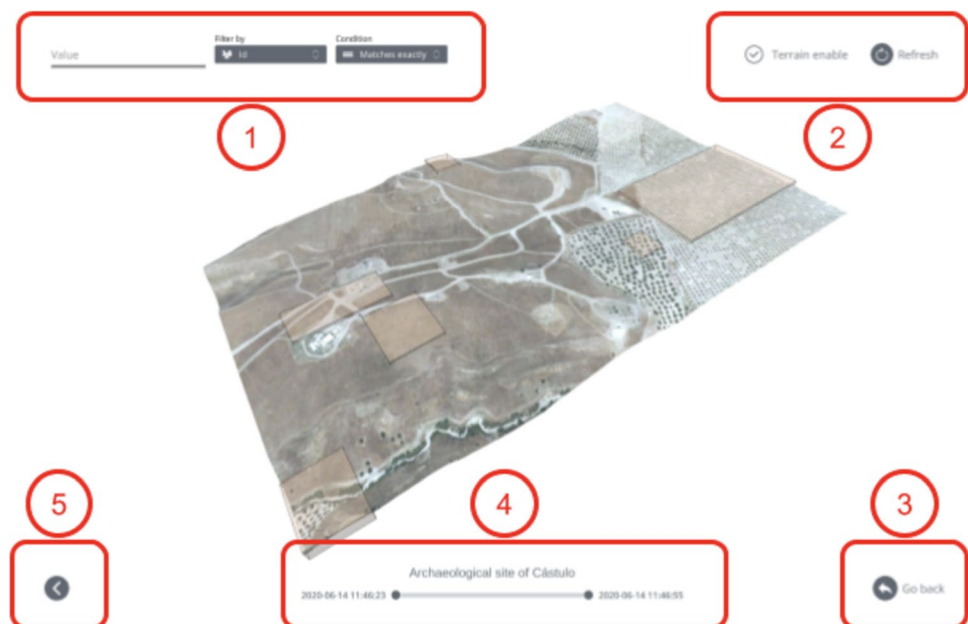 Value
Filter by
Id
Condition
Matches exactly
Terrain enable
Refresh
1
2
5
4
3
Archaeological site of Cástulo
2020-06-14 11:46:23
2020-06-14 11:46:55
Go back